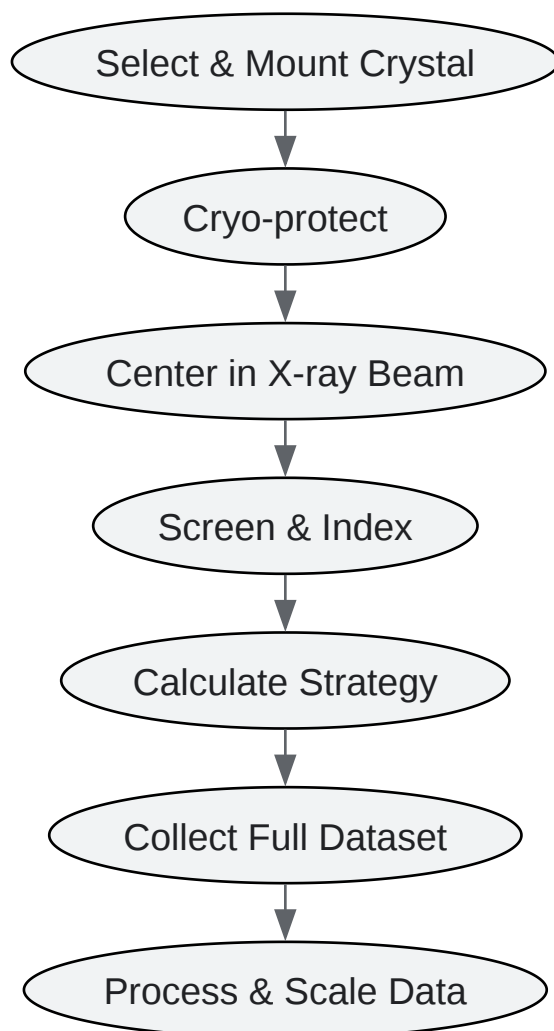 Select & Mount Crystal
Cryo-protect
Center in X-ray Beam
Screen & Index
Calculate Strategy
Collect Full Dataset
Process & Scale Data